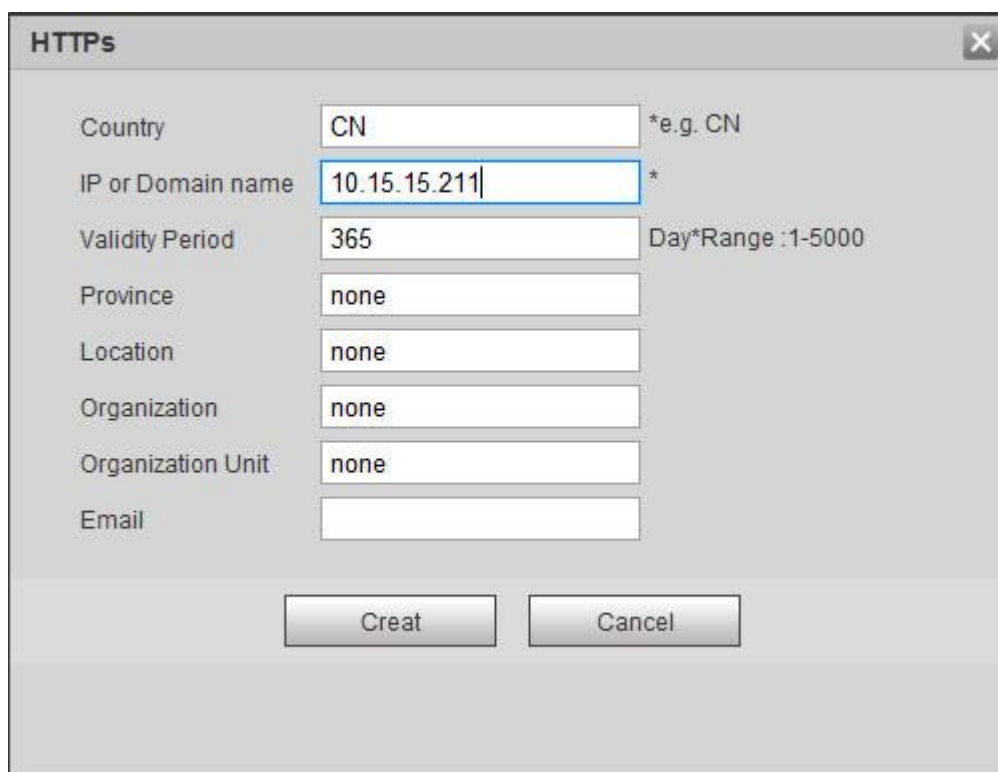 HTTPs
Country CN *e.g. CN
IP or Domain name 10.15.15.211 *
Validity Period 365 Day*Range :1-5000
Province none
Location none
Organization none
Organization Unit none
Email
Creat Cancel